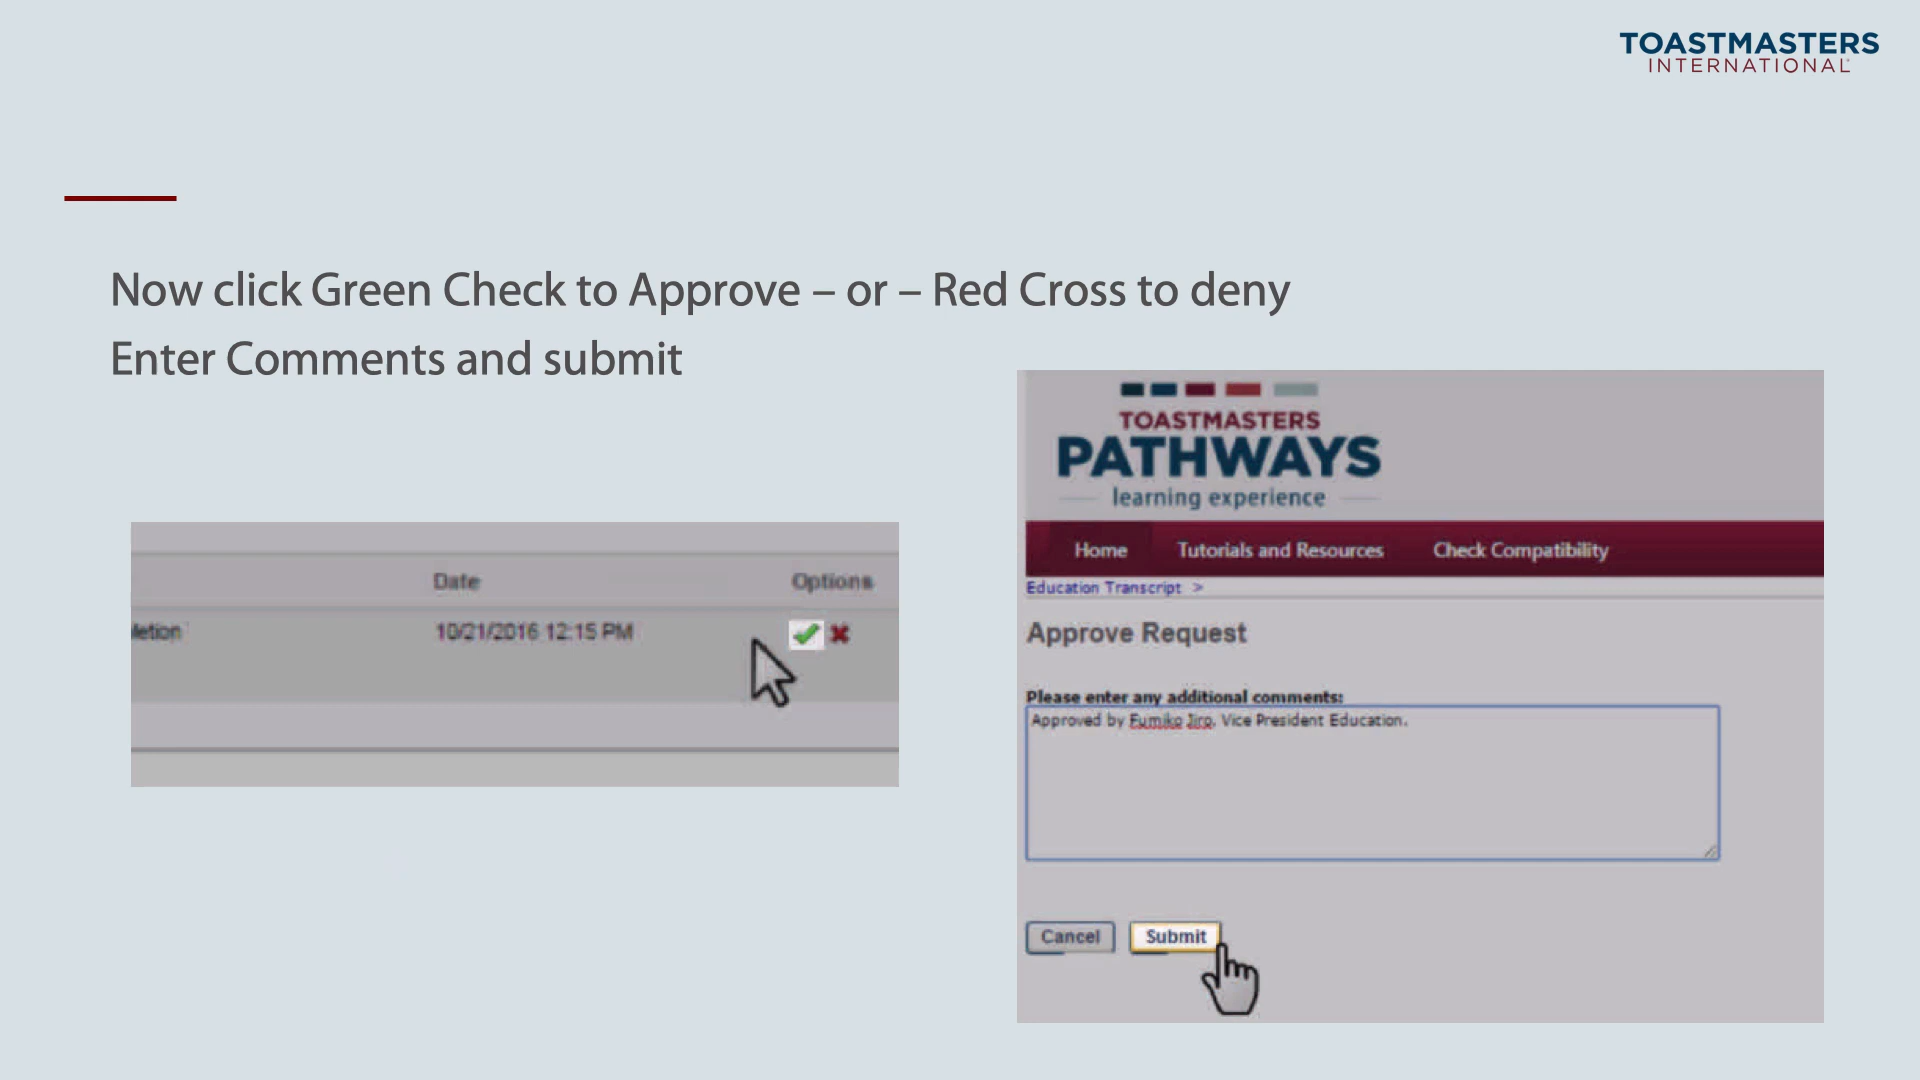 TOASTMASTERS
INTERNATIONAL
Now click Green Check to Approve – or – Red Cross to deny
Enter Comments and submit
Date Options
letion 10/21/2016 12:15 PM
TOASTMASTERS
PATHWAYS
learning experience
Home Tutorials and Resources Check Compatibility
Education Transcript >
Approve Request
Please enter any additional comments:
Approved by Fumiko Jiro, Vice President Education.
Cancel Submit